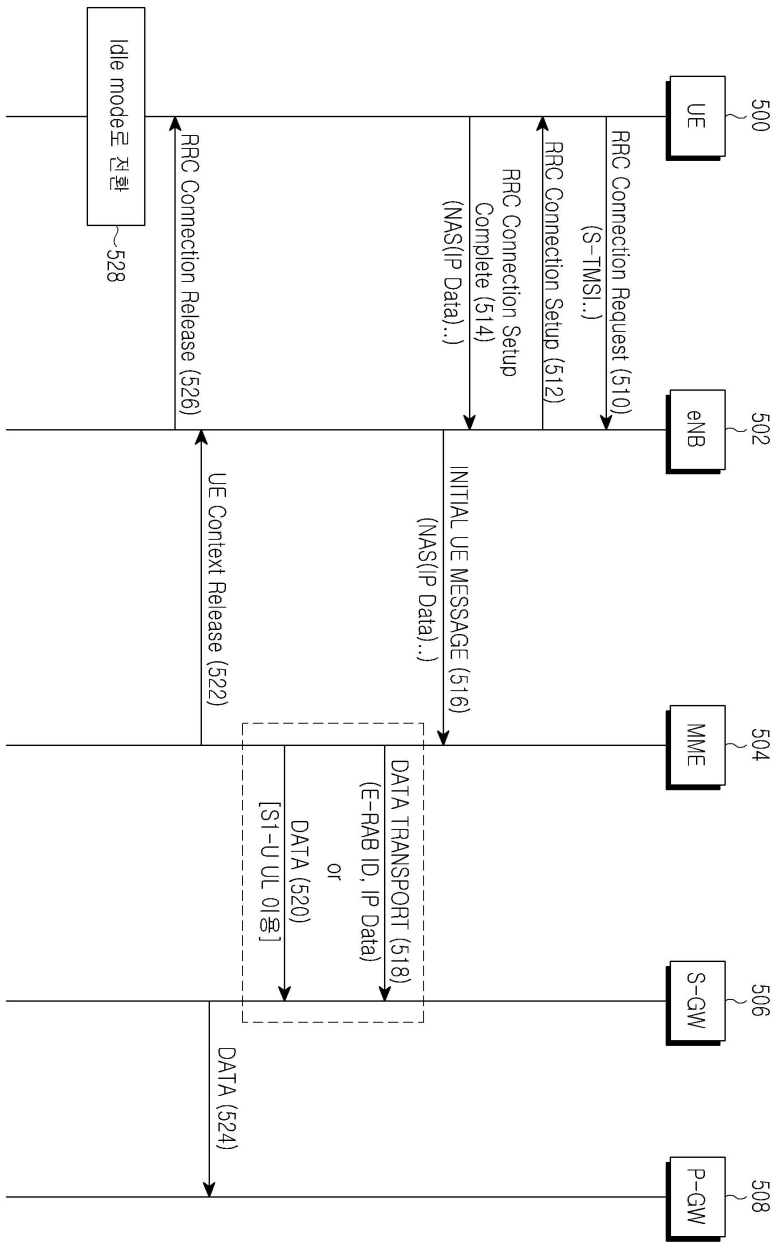 500
502
504
506
508
UE
eNB
MME
S-GW
P-GW
RRC Connection Request (510)
(S-TMSI..)
RRC Connection Setup (512)
RRC Connection Setup
Complete (514)
(NAS(IP Data)..)
INITIAL UE MESSAGE (516)
(NAS(IP Data)..)
DATA TRANSPORT (518)
(E-RAB ID, IP Data)
or
DATA (520)
[S1-U UL 이용]
UE Context Release (522)
DATA (524)
RRC Connection Release (526)
Idle mode로 전환
528